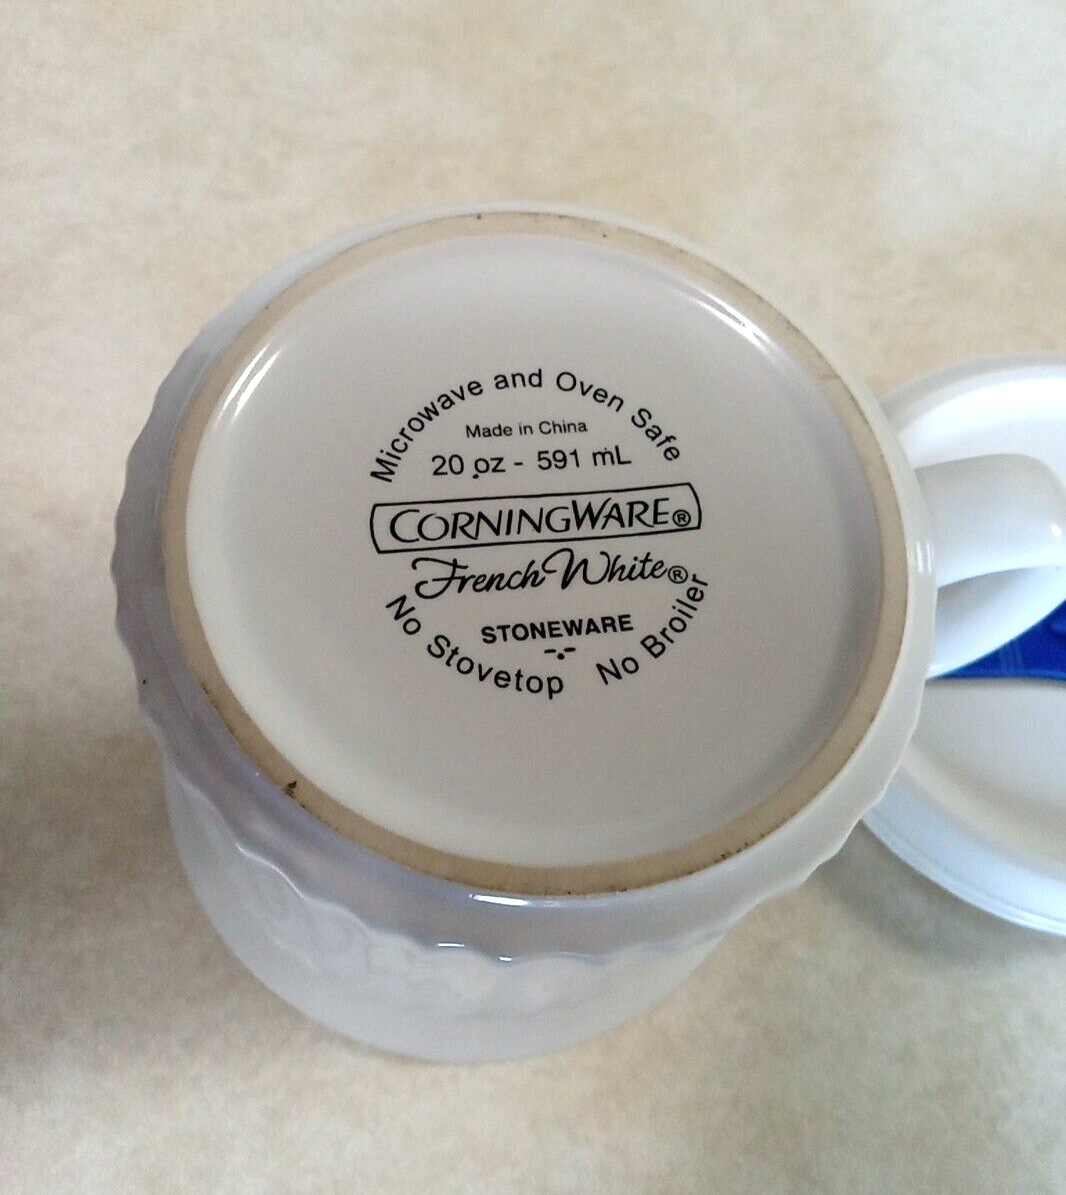 Microwave and Oven Safe
Made in China
20 oz - 591 mL
CORNINGWARE®
French White®
STONEWARE
No Stovetop No Broiler